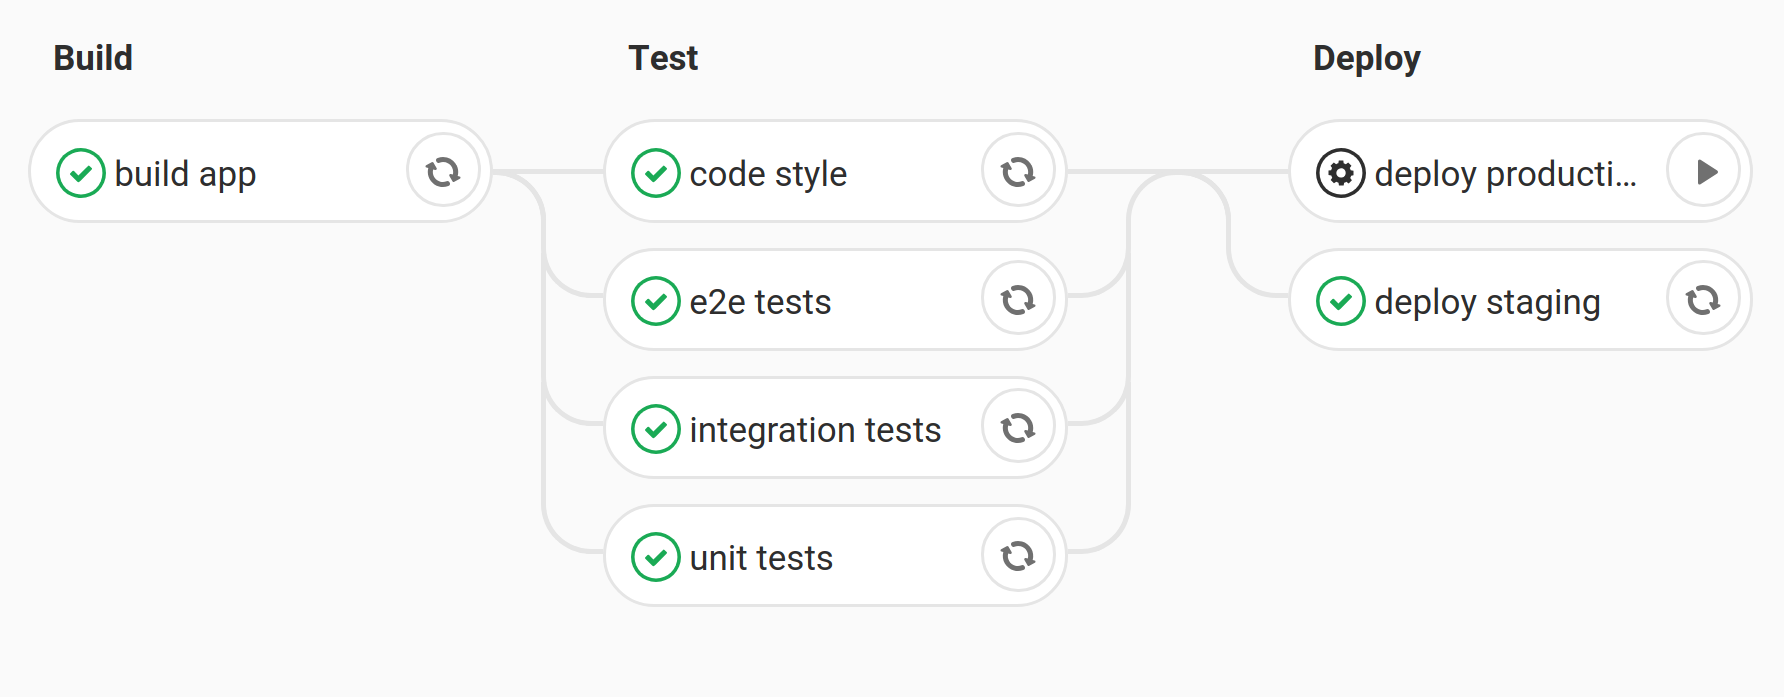 Build
Test
Deploy
build app
code style
deploy producti...
e2e tests
deploy staging
integration tests
unit tests